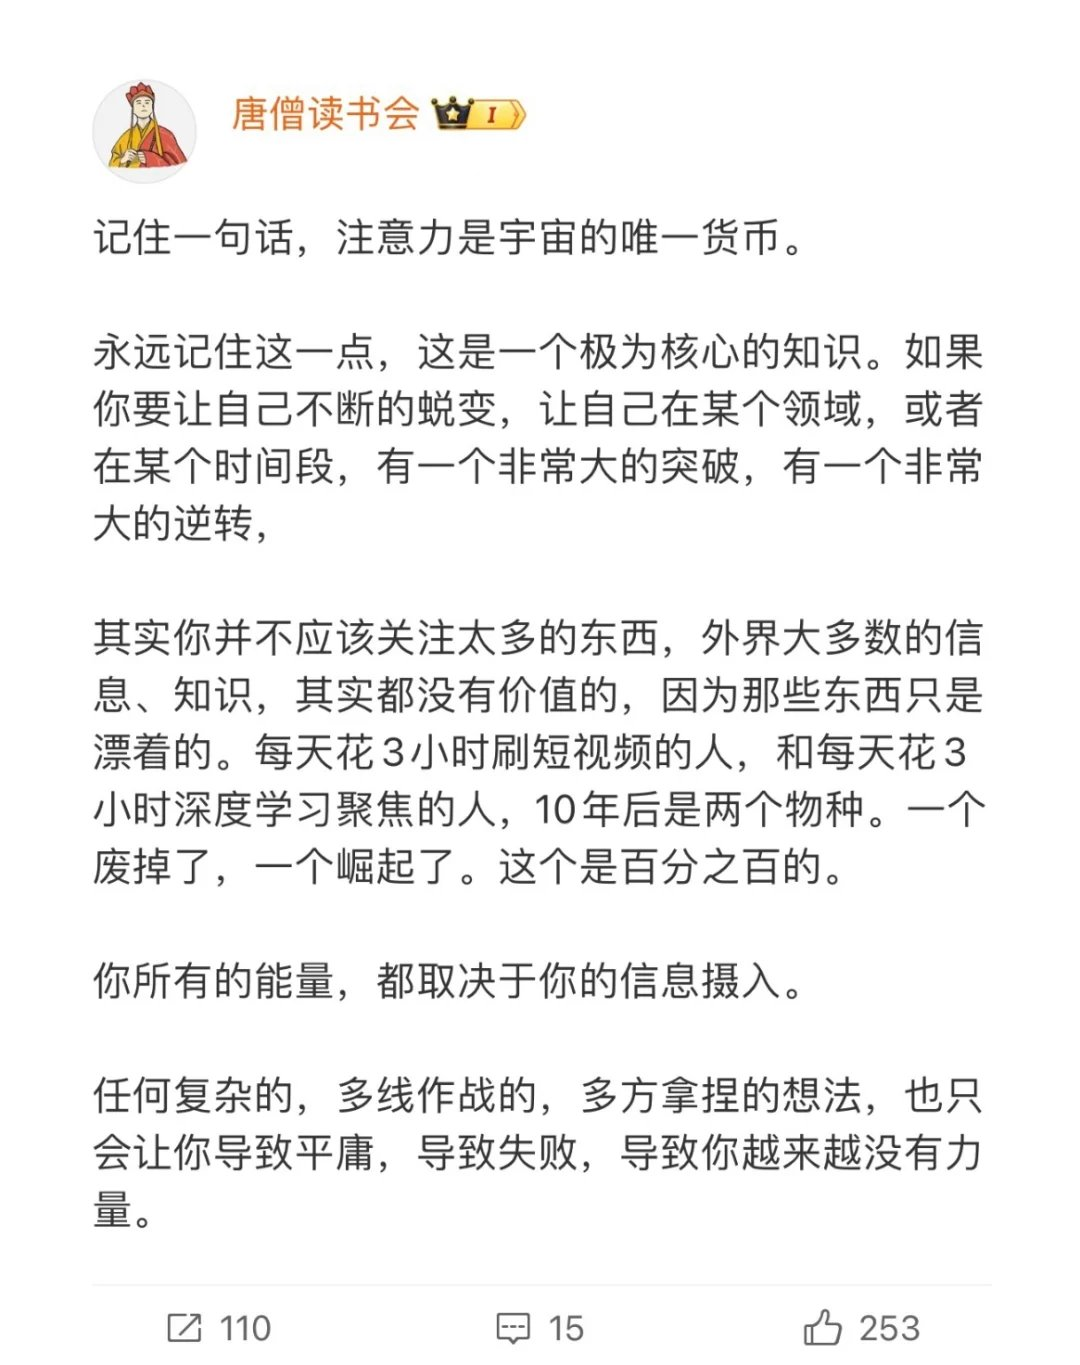 唐僧读书会
I
记住一句话，注意力是宇宙的唯一货币。
永远记住这一点，这是一个极为核心的知识。如果
你要让自己不断的蜕变，让自己在某个领域，或者
在某个时间段，有一个非常大的突破，有一个非常
大的逆转，
其实你并不应该关注太多的东西，外界大多数的信
息、知识，其实都没有价值的，因为那些东西只是
漂着的。每天花3小时刷短视频的人，和每天花3
小时深度学习聚焦的人，10年后是两个物种。一个
废掉了，一个崛起了。这个是百分之百的。
你所有的能量，都取决于你的信息摄入。
任何复杂的，多线作战的，多方拿捏的想法，也只
会让你导致平庸，导致失败，导致你越来越没有力
量。
110 15 253